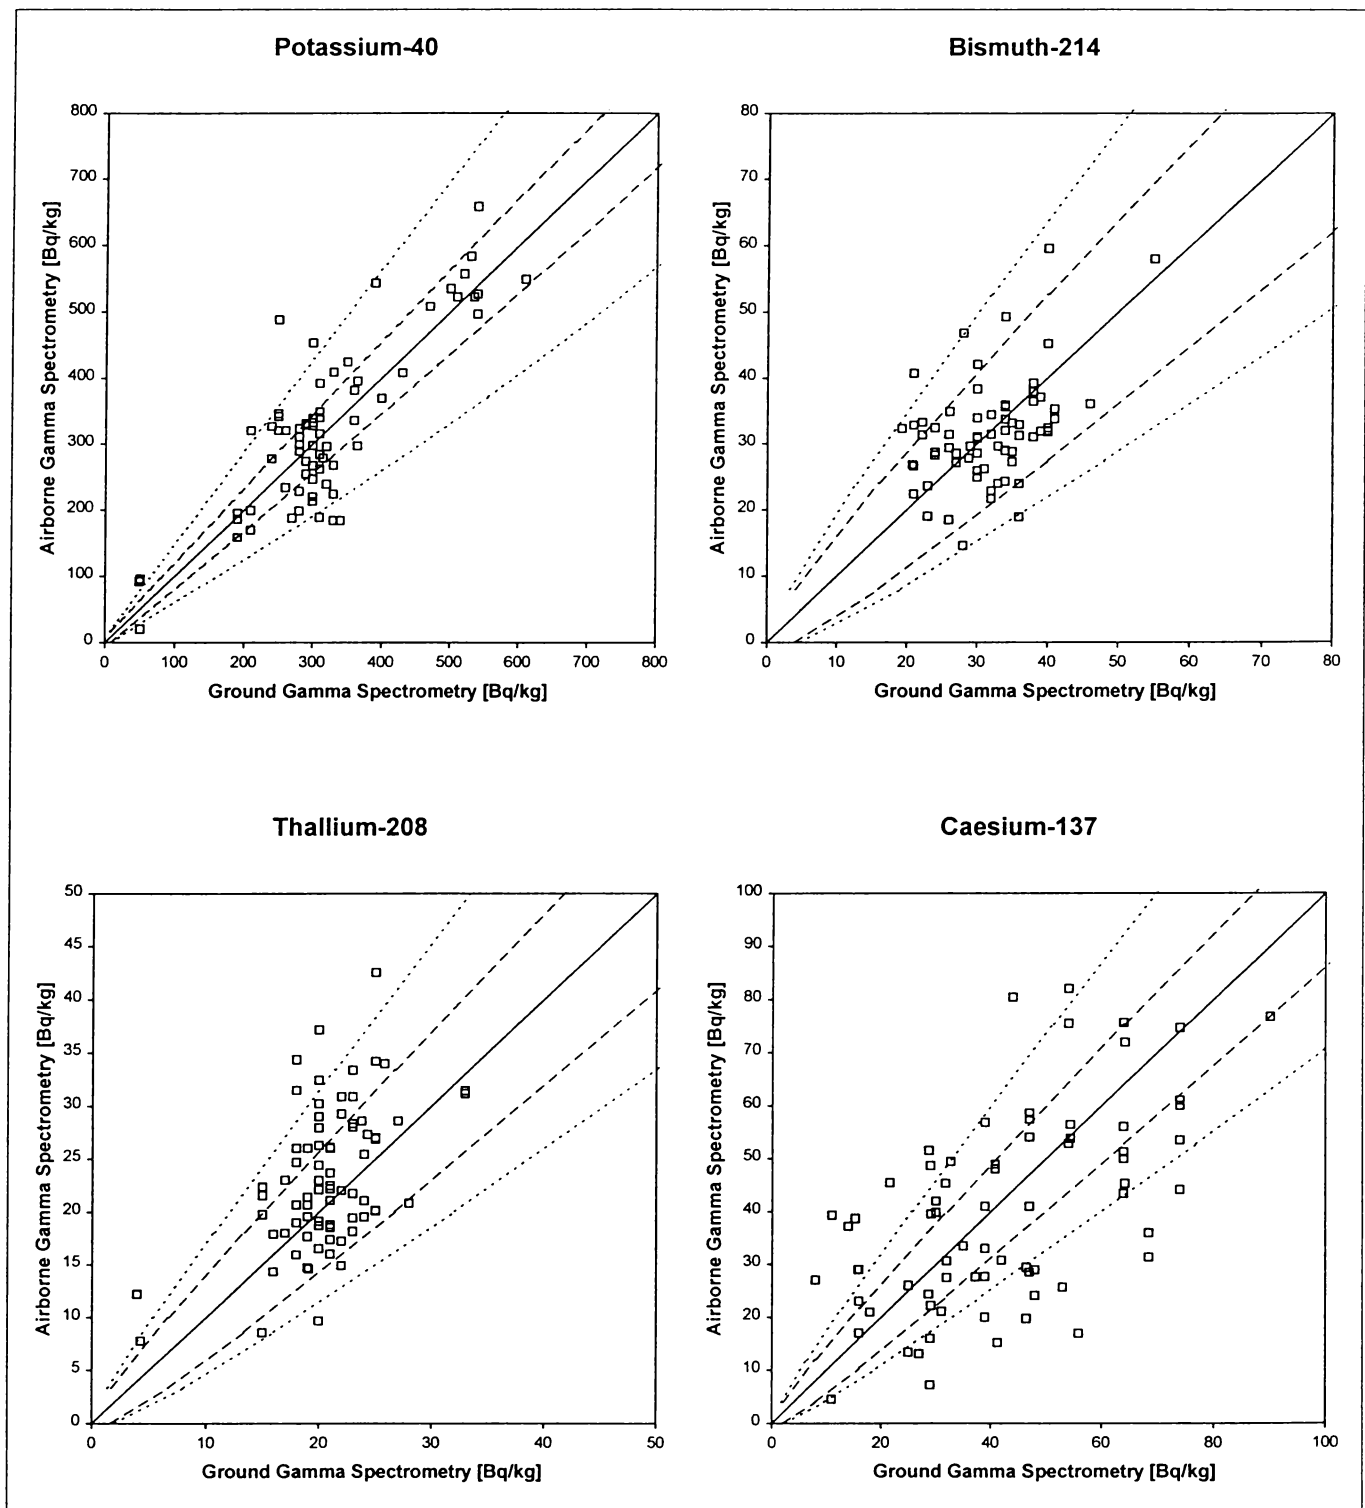 Potassium-40
800
700
600
500
400
300
200
100
0
Airborne Gamma Spectrometry [Bq/kg]
0 100 200 300 400 500 600 700 800
Ground Gamma Spectrometry [Bq/kg]
Bismuth-214
80
70
60
50
40
30
20
10
0
Airborne Gamma Spectrometry [Bq/kg]
0 10 20 30 40 50 60 70 80
Ground Gamma Spectrometry [Bq/kg]
Thallium-208
50
45
40
35
30
25
20
15
10
5
0
Airborne Gamma Spectrometry [Bq/kg]
0 10 20 30 40 50
Ground Gamma Spectrometry [Bq/kg]
Caesium-137
100
90
80
70
60
50
40
30
20
10
0
Airborne Gamma Spectrometry [Bq/kg]
0 20 40 60 80 100
Ground Gamma Spectrometry [Bq/kg]